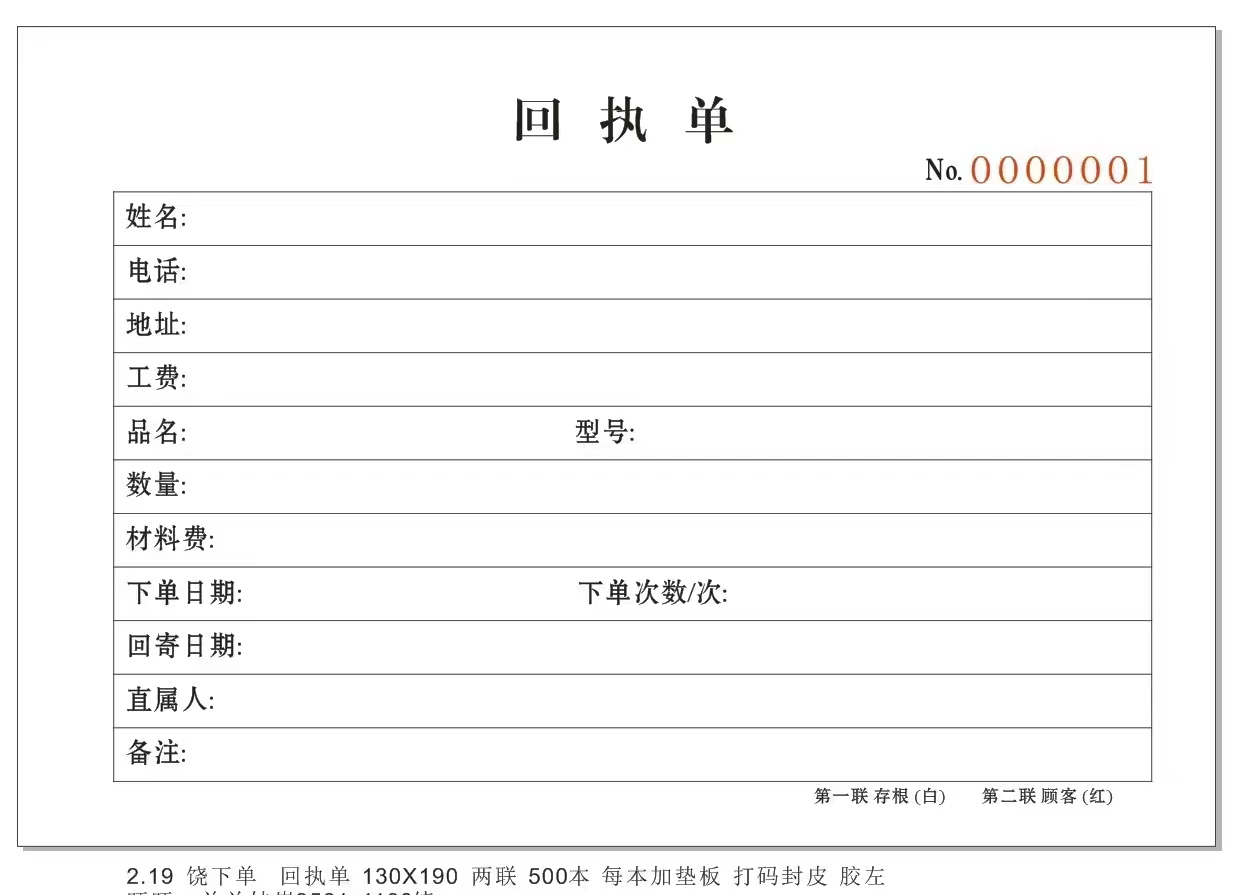 回执单
No. 0000001
姓名:
电话:
地址:
工费:
品名: 型号:
数量:
材料费:
下单日期: 下单次数/次:
回寄日期:
直属人:
备注:
第一联 存根 (白) 第二联 顾客 (红)
2.19 饶下单 回执单 130X190 两联 500本 每本加垫板 打码封皮 胶左